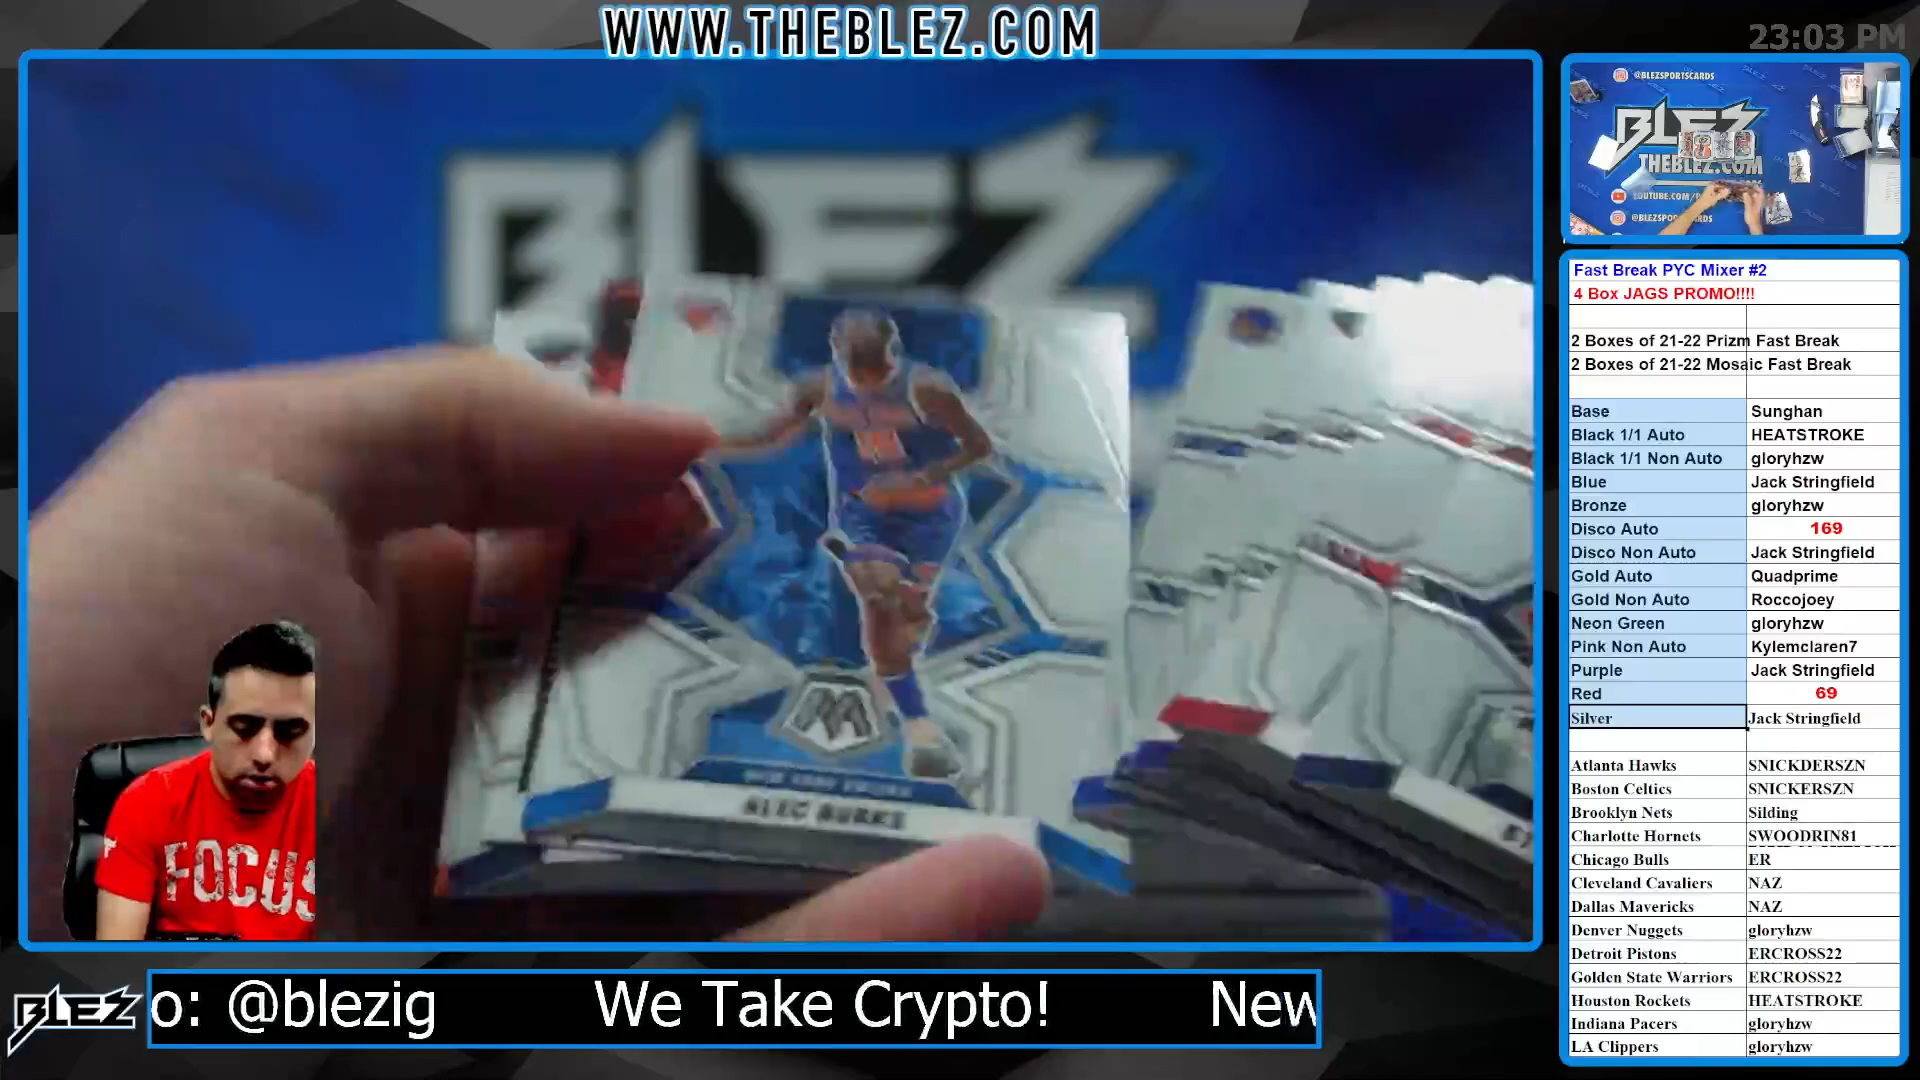 WWW.THEBLEZ.COM
23:03 PM
BLEZ
@BLEZSPORTSCARDS
BLEZ
THEBLEZ.COM
ALEC BURKS
FOCUS
Fast Break PYC Mixer #2
4 Box JAGS PROMO!!!!
2 Boxes of 21-22 Prizm Fast Break
2 Boxes of 21-22 Mosaic Fast Break
Base Sunghan
Black 1/1 Auto HEATSTROKE
Black 1/1 Non Auto gloryhzw
Blue Jack Stringfield
Bronze gloryhzw
Disco Auto 169
Disco Non Auto Jack Stringfield
Gold Auto Quadprime
Gold Non Auto Roccojoey
Neon Green gloryhzw
Pink Non Auto Kylemclaren7
Purple Jack Stringfield
Red 69
Silver Jack Stringfield
Atlanta Hawks SNICKDERSZN
Boston Celtics SNICKERSZN
Brooklyn Nets Silding
Charlotte Hornets SWOODRIN81
Chicago Bulls ER
Cleveland Cavaliers NAZ
Dallas Mavericks NAZ
Denver Nuggets gloryhzw
Detroit Pistons ERCROSS22
Golden State Warriors ERCROSS22
Houston Rockets HEATSTROKE
Indiana Pacers gloryhzw
LA Clippers gloryhzw
BLEZ
o: @blezig We Take Crypto! New